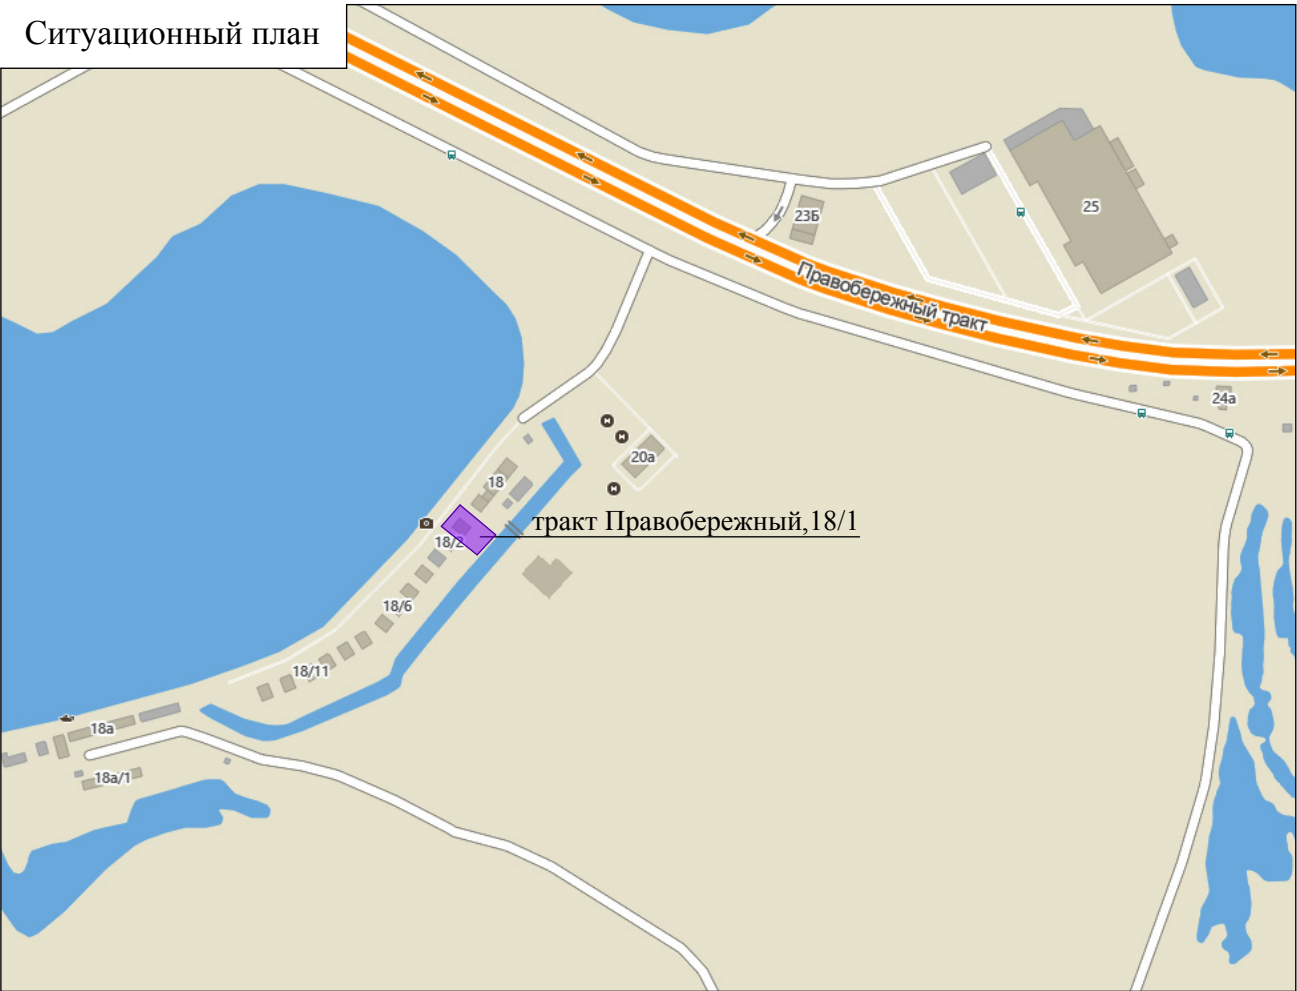 Ситуационный план
25
23Б
Правобережный тракт
24а
20а
18
тракт Правобережный,18/1
18/2
18/6
18/11
18а
18а/1